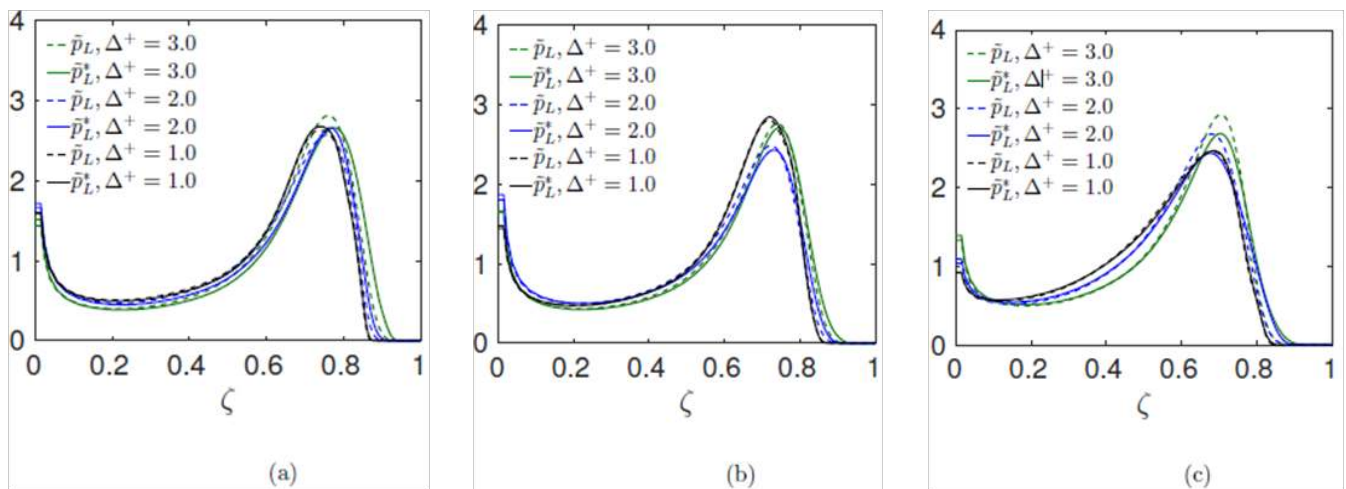 4
p̃_L, Δ⁺ = 3.0
p̃*_L, Δ⁺ = 3.0
3
p̃_L, Δ⁺ = 2.0
p̃*_L, Δ⁺ = 2.0
p̃_L, Δ⁺ = 1.0
2
p̃*_L, Δ⁺ = 1.0
1
0
0 0.2 0.4 0.6 0.8 1
ζ
(a)
4
p̃_L, Δ⁺ = 3.0
p̃*_L, Δ⁺ = 3.0
3
p̃_L, Δ⁺ = 2.0
p̃*_L, Δ⁺ = 2.0
p̃_L, Δ⁺ = 1.0
2
p̃*_L, Δ⁺ = 1.0
1
0
0 0.2 0.4 0.6 0.8 1
ζ
(b)
4
p̃_L, Δ⁺ = 3.0
p̃*_L, Δ|⁺ = 3.0
3
p̃_L, Δ⁺ = 2.0
p̃*_L, Δ⁺ = 2.0
p̃_L, Δ⁺ = 1.0
2
p̃*_L, Δ⁺ = 1.0
1
0
0 0.2 0.4 0.6 0.8 1
ζ
(c)